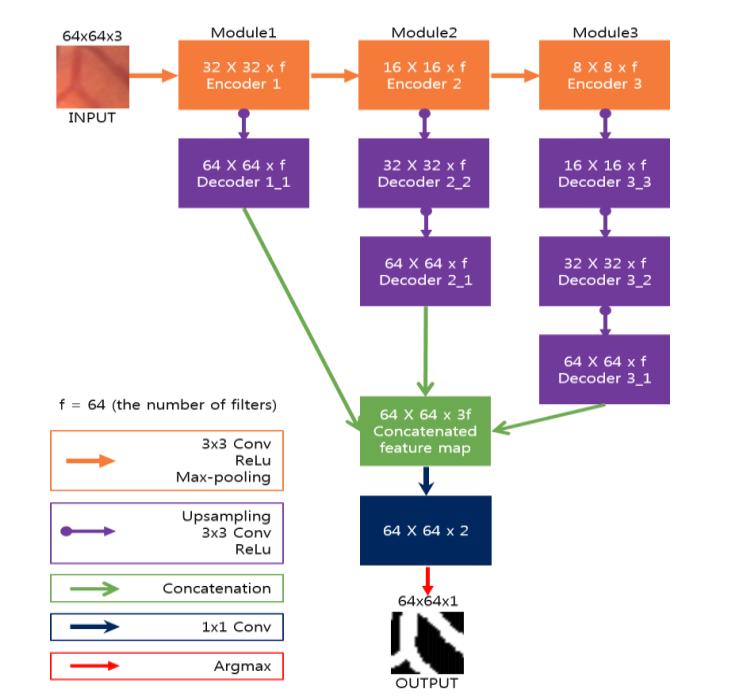 64x64x3
INPUT
Module1
32 X 32 x f
Encoder 1
64 X 64 x f
Decoder 1_1
Module2
16 X 16 x f
Encoder 2
32 X 32 x f
Decoder 2_2
64 X 64 x f
Decoder 2_1
Module3
8 X 8 x f
Encoder 3
16 X 16 x f
Decoder 3_3
32 X 32 x f
Decoder 3_2
64 X 64 x f
Decoder 3_1
64 X 64 x 3f
Concatenated
feature map
64 X 64 x 2
64x64x1
OUTPUT
f = 64 (the number of filters)
3x3 Conv
ReLu
Max-pooling
Upsampling
3x3 Conv
ReLu
Concatenation
1x1 Conv
Argmax